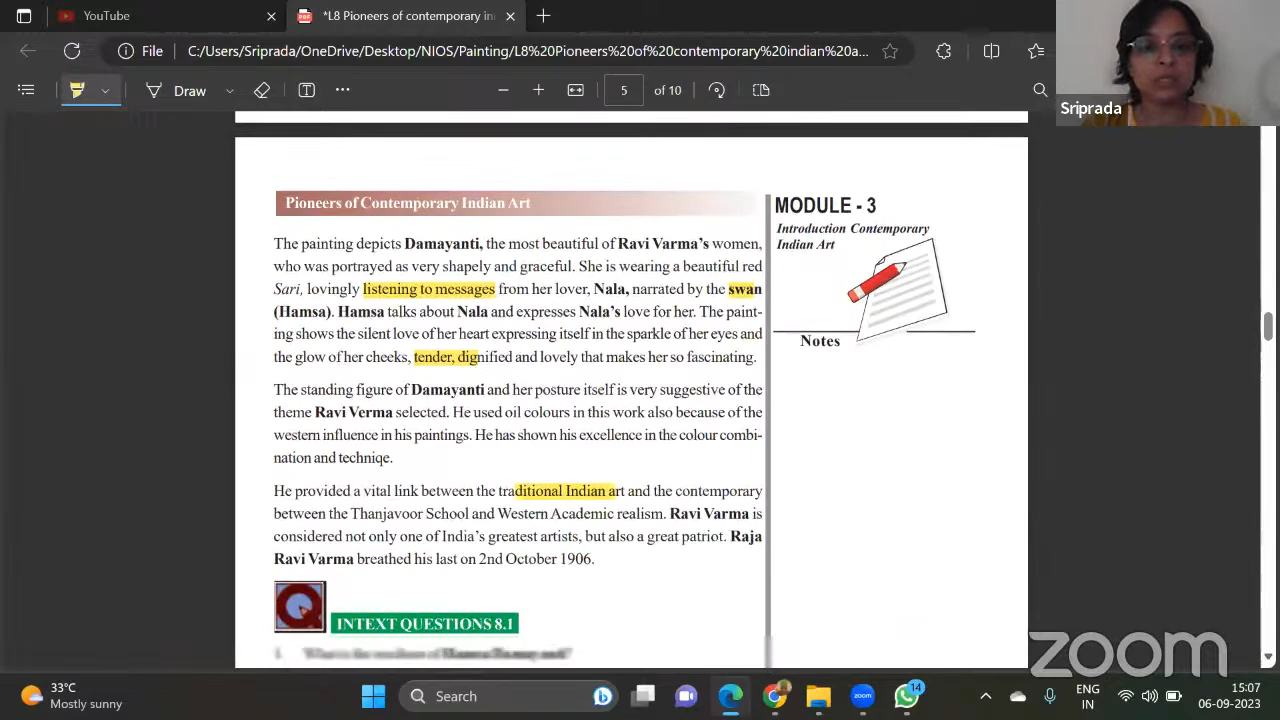 YouTube
*L8 Pioneers of contemporary in
File
C:/Users/Sriprada/OneDrive/Desktop/NIOS/Painting/L8%20Pioneers%20of%20contemporary%20indian%20a...
Draw
5
of 10
Sriprada
Pioneers of Contemporary Indian Art
MODULE - 3
Introduction Contemporary
Indian Art
Notes
The painting depicts Damayanti, the most beautiful of Ravi Varma's women,
who was portrayed as very shapely and graceful. She is wearing a beautiful red
Sari, lovingly listening to messages from her lover, Nala, narrated by the swan
(Hamsa). Hamsa talks about Nala and expresses Nala's love for her. The paint-
ing shows the silent love of her heart expressing itself in the sparkle of her eyes and
the glow of her cheeks, tender, dignified and lovely that makes her so fascinating.
The standing figure of Damayanti and her posture itself is very suggestive of the
theme Ravi Verma selected. He used oil colours in this work also because of the
western influence in his paintings. He has shown his excellence in the colour combi-
nation and techniqe.
He provided a vital link between the traditional Indian art and the contemporary
between the Thanjavoor School and Western Academic realism. Ravi Varma is
considered not only one of India's greatest artists, but also a great patriot. Raja
Ravi Varma breathed his last on 2nd October 1906.
Q
INTEXT QUESTIONS 8.1
zoom
33°C
Mostly sunny
Search
zoom
14
ENG
IN
15:07
06-09-2023